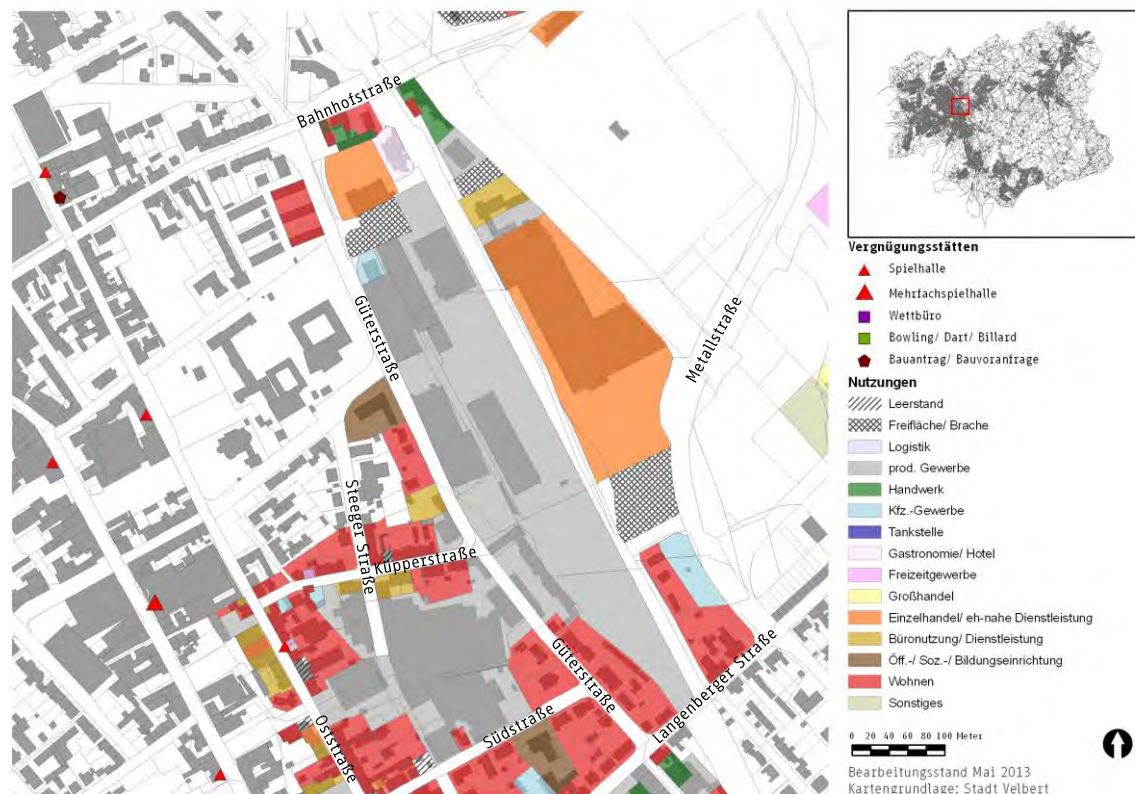 Bahnhofstraße
Güterstraße
Metallstraße
Steeger Straße
Küpperstraße
Güterstraße
Langenberger Straße
Südstraße
Oststraße
Vergnügungsstätten
Spielhalle
Mehrfachspielhalle
Wettbüro
Bowling/ Dart/ Billard
Bauantrag/ Bauvoranfrage
Nutzungen
Leerstand
Freifläche/ Brache
Logistik
prod. Gewerbe
Handwerk
Kfz.-Gewerbe
Tankstelle
Gastronomie/ Hotel
Freizeitgewerbe
Großhandel
Einzelhandel/ eh-nahe Dienstleistung
Büronutzung/ Dienstleistung
Öff.-/ Soz.-/ Bildungseinrichtung
Wohnen
Sonstiges
0 20 40 60 80 100 Meter
Bearbeitungsstand Mai 2013
Kartengrundlage: Stadt Velbert